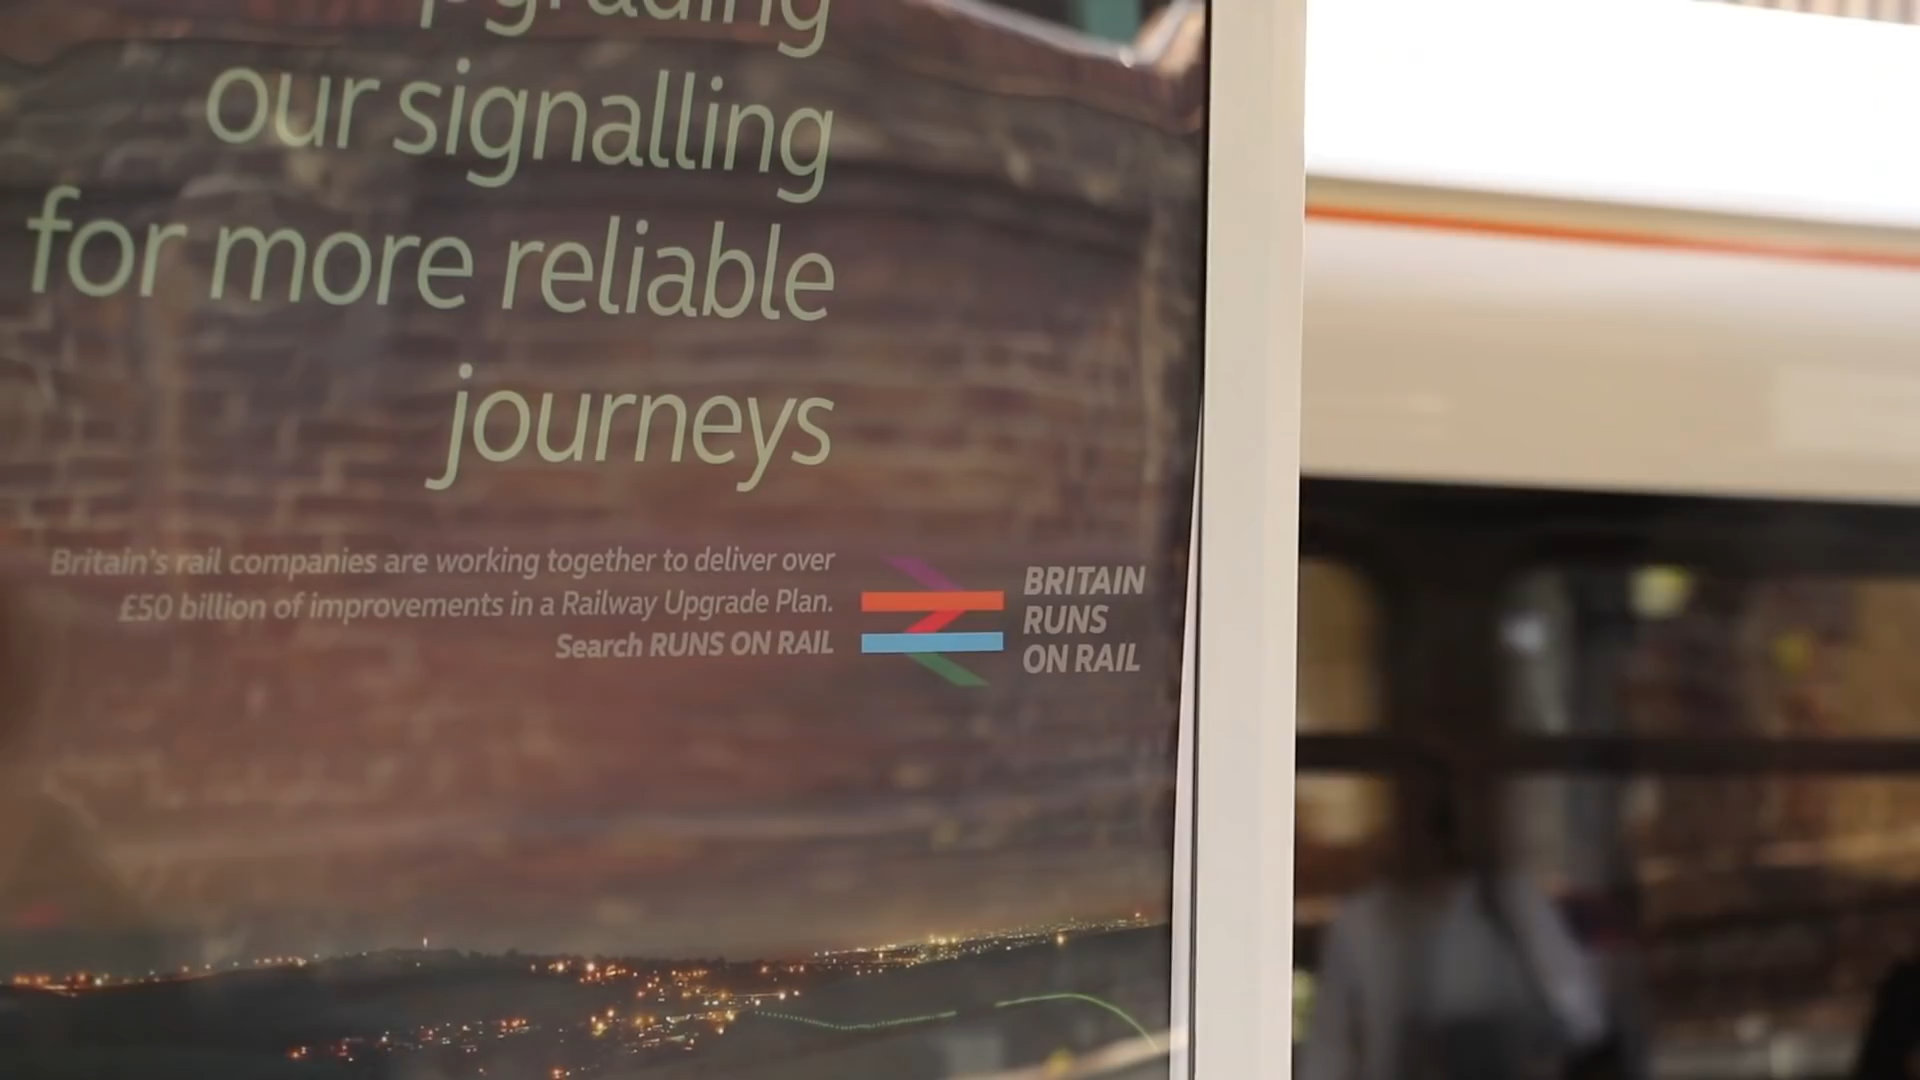 our signalling
for more reliable
journeys
Britain's rail companies are working together to deliver over
£50 billion of improvements in a Railway Upgrade Plan.
Search RUNS ON RAIL
BRITAIN
RUNS
ON RAIL